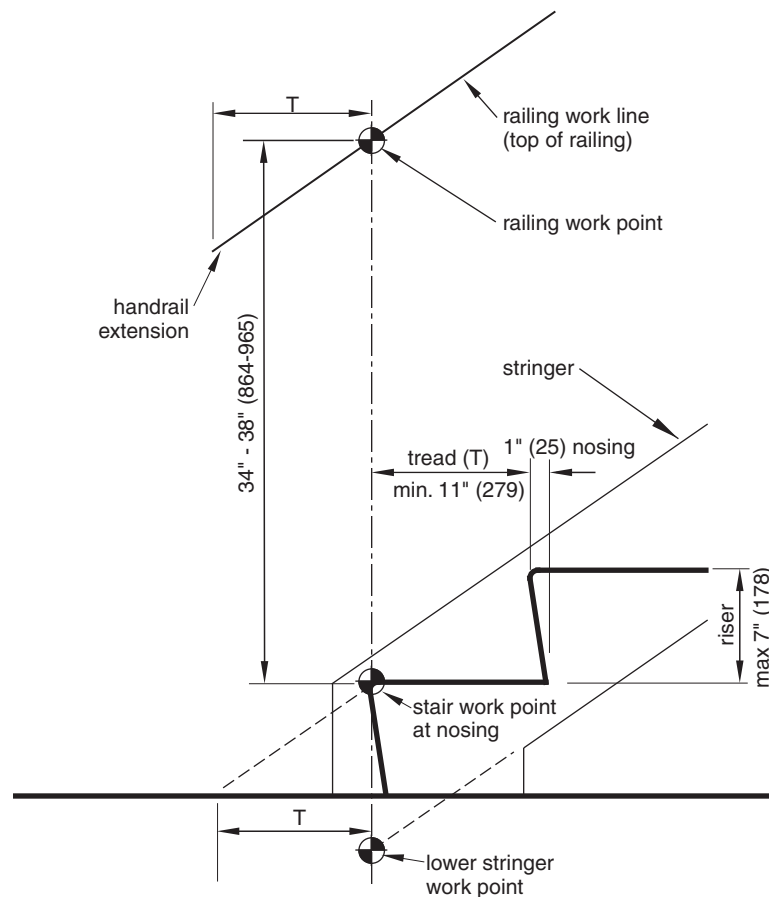 T
railing work line
(top of railing)
railing work point
handrail
extension
34" - 38" (864-965)
stringer
1" (25) nosing
tread (T)
min. 11" (279)
riser
max 7" (178)
stair work point
at nosing
T
lower stringer
work point